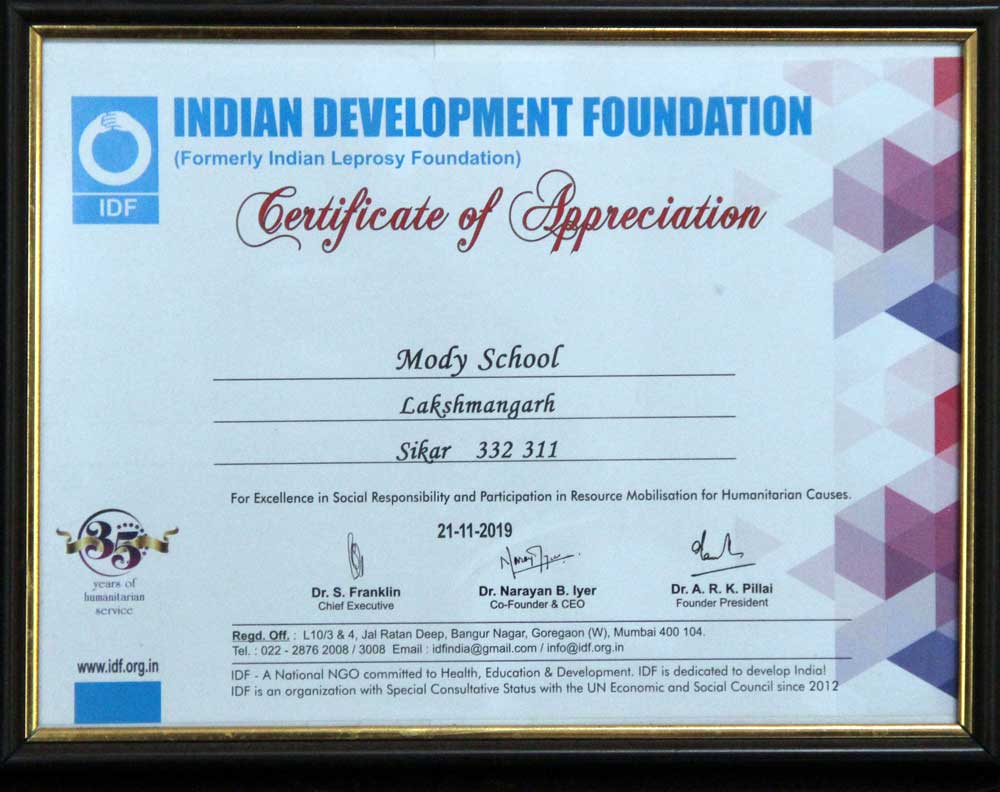 INDIAN DEVELOPMENT FOUNDATION
(Formerly Indian Leprosy Foundation)
IDF
Certificate of Appreciation
Mody School
Lakshmangarh
Sikar 332 311
For Excellence in Social Responsibility and Participation in Resource Mobilisation for Humanitarian Causes.
21-11-2019
35
years of
humanitarian
service
Dr. S. Franklin
Chief Executive
Dr. Narayan B. Iyer
Co-Founder & CEO
Dr. A. R. K. Pillai
Founder President
Regd. Off. : L10/3 & 4, Jal Ratan Deep, Bangur Nagar, Goregaon (W), Mumbai 400 104.
Tel. : 022 - 2876 2008 / 3008 Email : idfindia@gmail.com / info@idf.org.in
www.idf.org.in
IDF - A National NGO committed to Health, Education & Development. IDF is dedicated to develop India!
IDF is an organization with Special Consultative Status with the UN Economic and Social Council since 2012